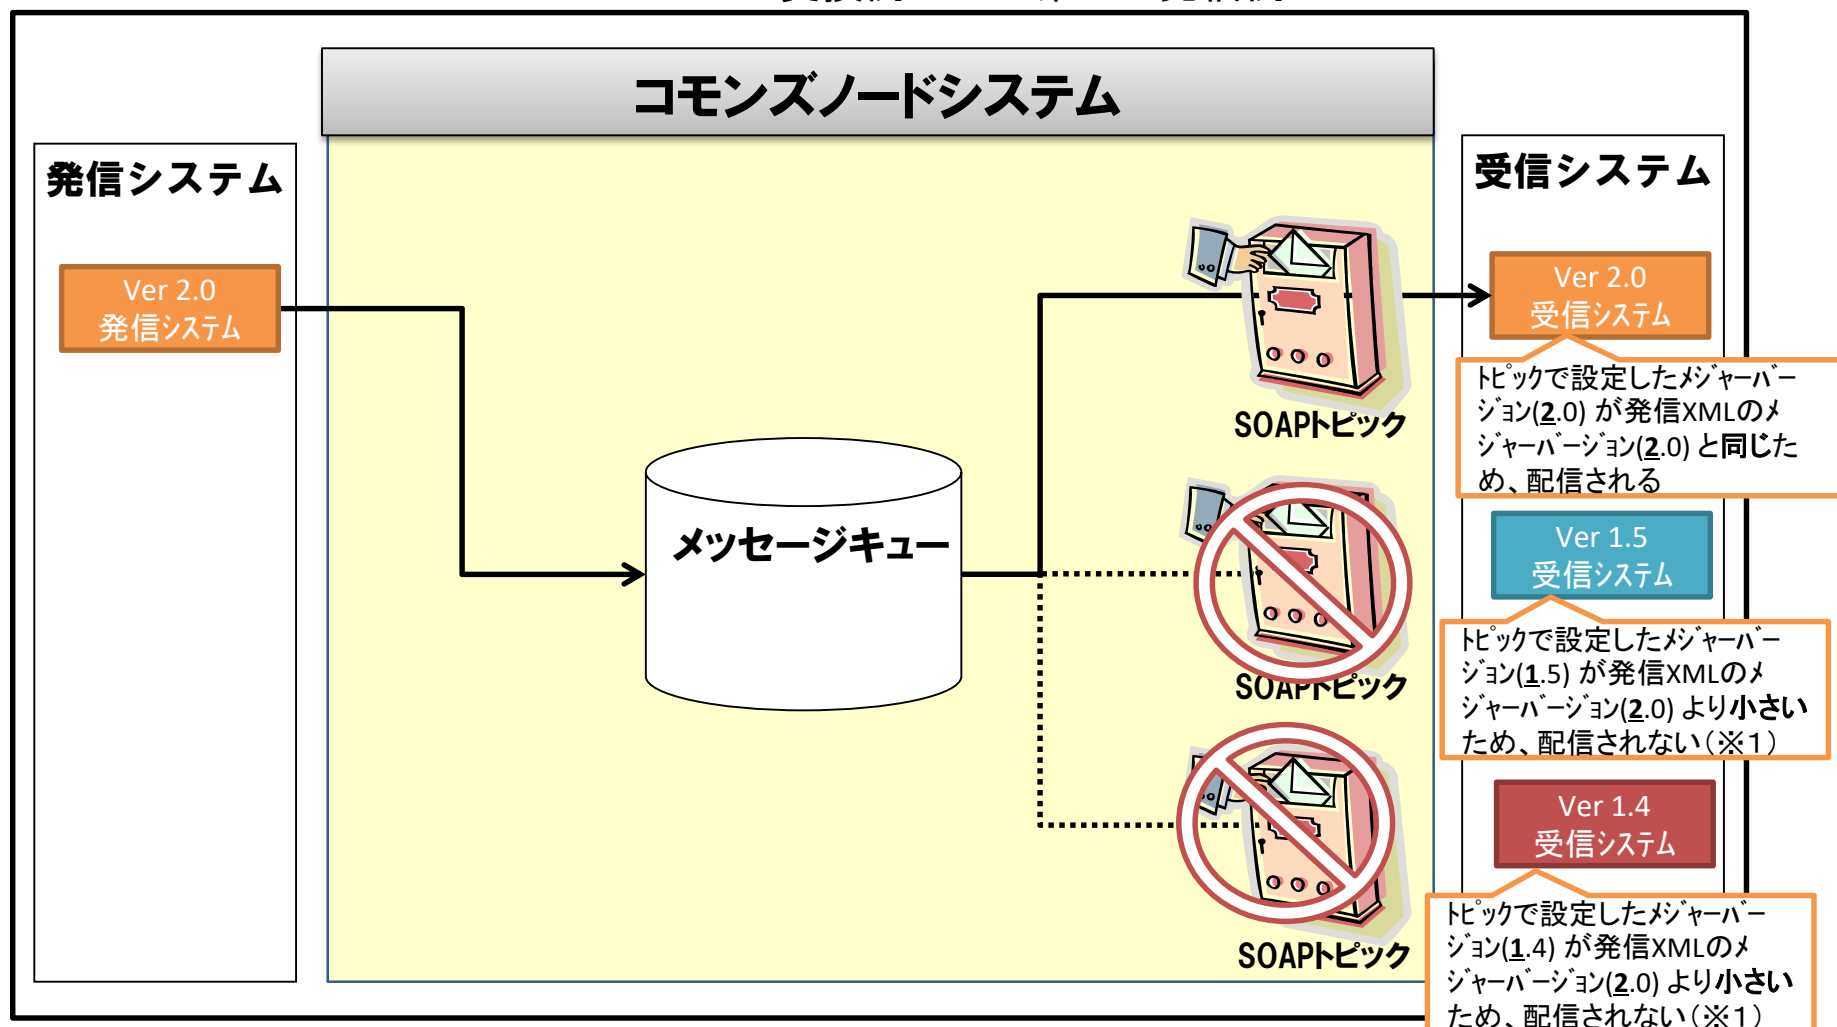 コモンズノードシステム
発信システム
Ver 2.0
発信ｼｽﾃﾑ
メッセージキュー
SOAPトピック
SOAPトピック
SOAPトピック
受信システム
Ver 2.0
受信ｼｽﾃﾑ
ﾄﾋﾟｯｸで設定したﾒｼﾞｬｰﾊﾞｰ
ｼﾞｮﾝ(2.0) が発信XMLのﾒ
ｼﾞｬｰﾊﾞｰｼﾞｮﾝ(2.0) と同じた
め、配信される
Ver 1.5
受信ｼｽﾃﾑ
ﾄﾋﾟｯｸで設定したﾒｼﾞｬｰﾊﾞｰ
ｼﾞｮﾝ(1.5) が発信XMLのﾒ
ｼﾞｬｰﾊﾞｰｼﾞｮﾝ(2.0) より小さい
ため、配信されない（※１）
Ver 1.4
受信ｼｽﾃﾑ
ﾄﾋﾟｯｸで設定したﾒｼﾞｬｰﾊﾞｰ
ｼﾞｮﾝ(1.4) が発信XMLのﾒ
ｼﾞｬｰﾊﾞｰｼﾞｮﾝ(2.0) より小さい
ため、配信されない（※１）